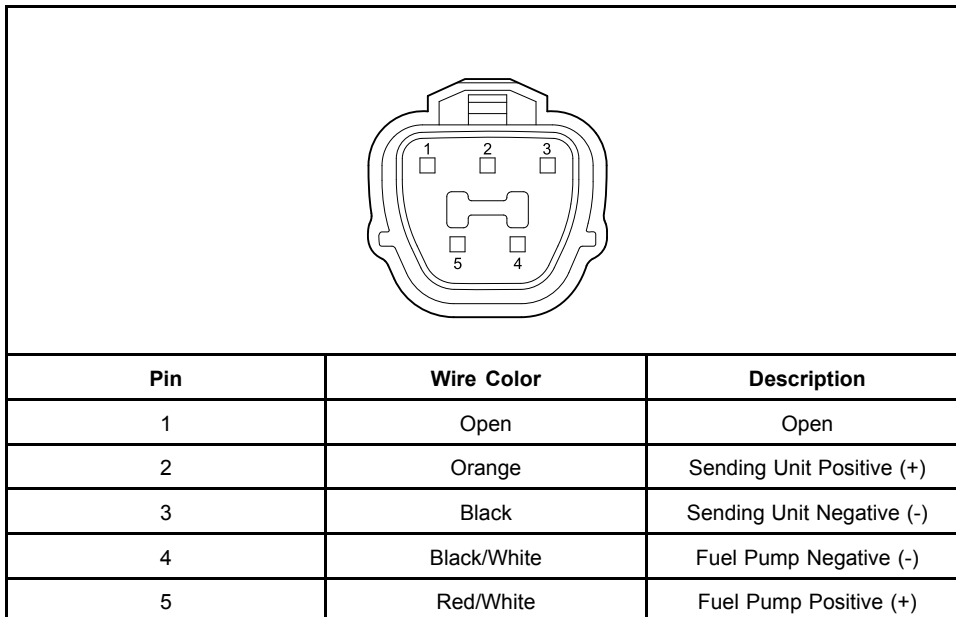 1 2 3
5 4
Pin Wire Color Description
1 Open Open
2 Orange Sending Unit Positive (+)
3 Black Sending Unit Negative (-)
4 Black/White Fuel Pump Negative (-)
5 Red/White Fuel Pump Positive (+)